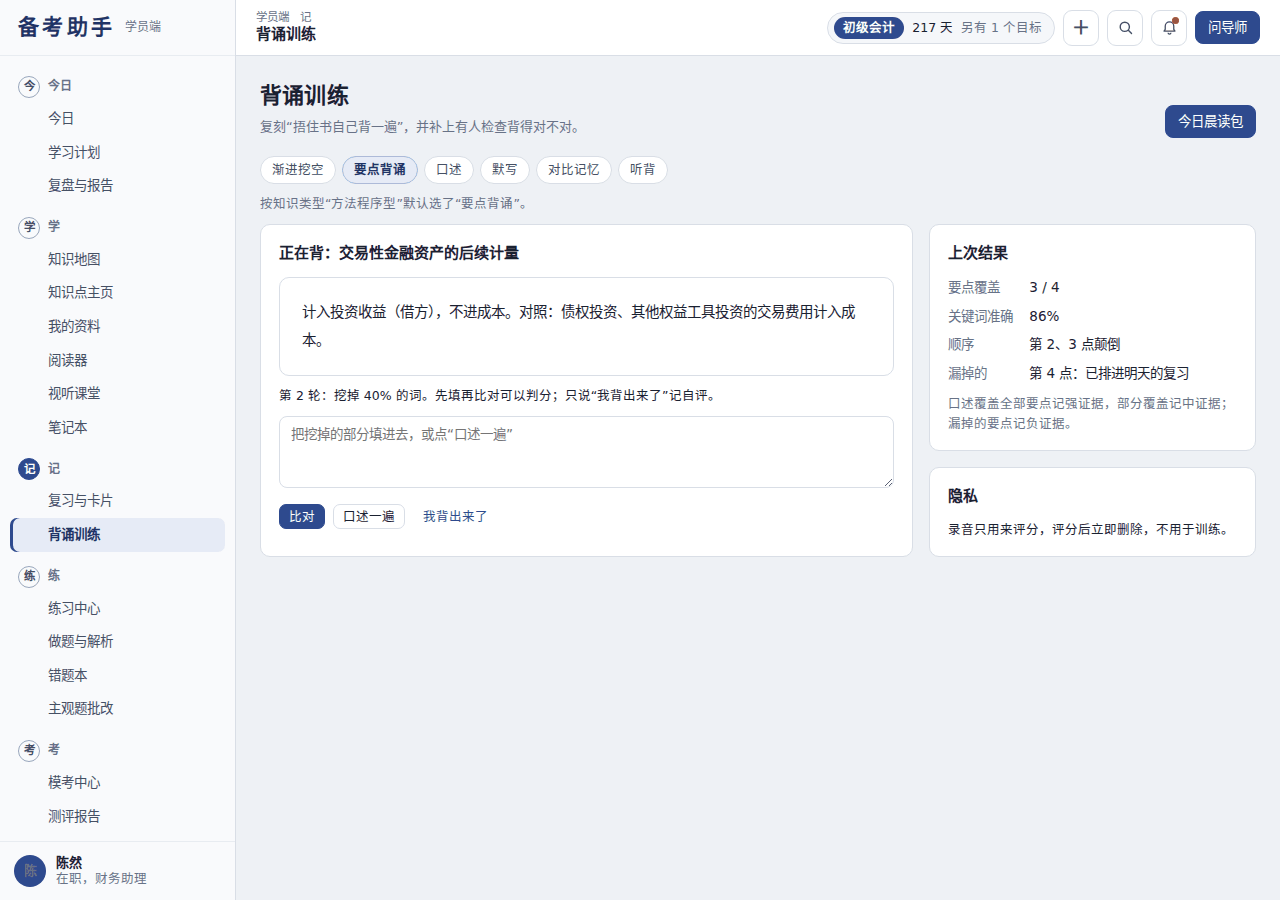 备考助手 学员端
今 今日
今日
学习计划
复盘与报告
学 学
知识地图
知识点主页
我的资料
阅读器
视听课堂
笔记本
记 记
复习与卡片
背诵训练
练 练
练习中心
做题与解析
错题本
主观题批改
考 考
模考中心
测评报告
陈 陈然
在职，财务助理
学员端 记
背诵训练
初级会计 217 天 另有 1 个目标
问导师
背诵训练
复刻“捂住书自己背一遍”，并补上有人检查背得对不对。
今日晨读包
渐进挖空 要点背诵 口述 默写 对比记忆 听背
按知识类型“方法程序型”默认选了“要点背诵”。
正在背：交易性金融资产的后续计量
计入投资收益（借方），不进成本。对照：债权投资、其他权益工具投资的交易费用计入成
本。
第 2 轮：挖掉 40% 的词。先填再比对可以判分；只说“我背出来了”记自评。
把挖掉的部分填进去，或点“口述一遍”
比对 口述一遍 我背出来了
上次结果
要点覆盖 3 / 4
关键词准确 86%
顺序 第 2、3 点颠倒
漏掉的 第 4 点：已排进明天的复习
口述覆盖全部要点记强证据，部分覆盖记中证据；
漏掉的要点记负证据。
隐私
录音只用来评分，评分后立即删除，不用于训练。